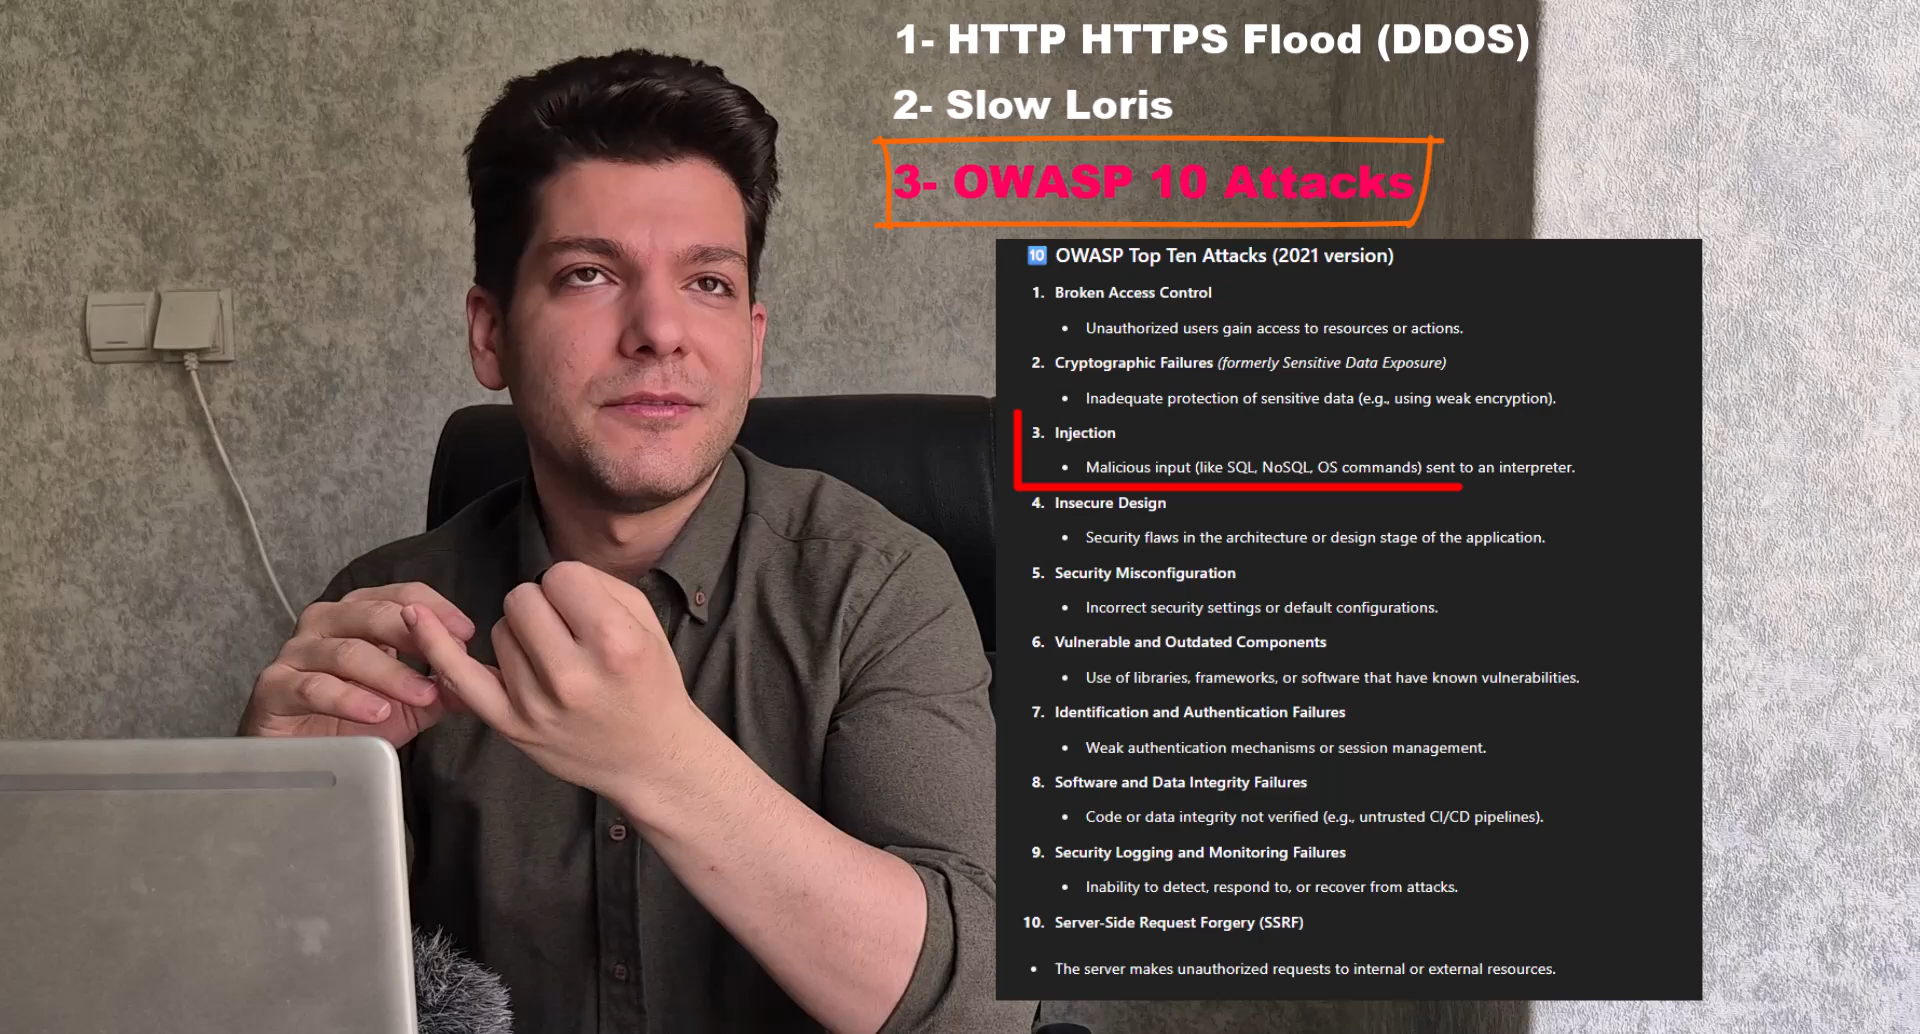 1- HTTP HTTPS Flood (DDOS)
2- Slow Loris
3- OWASP 10 Attacks
10 OWASP Top Ten Attacks (2021 version)
1. Broken Access Control
• Unauthorized users gain access to resources or actions.
2. Cryptographic Failures (formerly Sensitive Data Exposure)
• Inadequate protection of sensitive data (e.g., using weak encryption).
3. Injection
• Malicious input (like SQL, NoSQL, OS commands) sent to an interpreter.
4. Insecure Design
• Security flaws in the architecture or design stage of the application.
5. Security Misconfiguration
• Incorrect security settings or default configurations.
6. Vulnerable and Outdated Components
• Use of libraries, frameworks, or software that have known vulnerabilities.
7. Identification and Authentication Failures
• Weak authentication mechanisms or session management.
8. Software and Data Integrity Failures
• Code or data integrity not verified (e.g., untrusted CI/CD pipelines).
9. Security Logging and Monitoring Failures
• Inability to detect, respond to, or recover from attacks.
10. Server-Side Request Forgery (SSRF)
• The server makes unauthorized requests to internal or external resources.